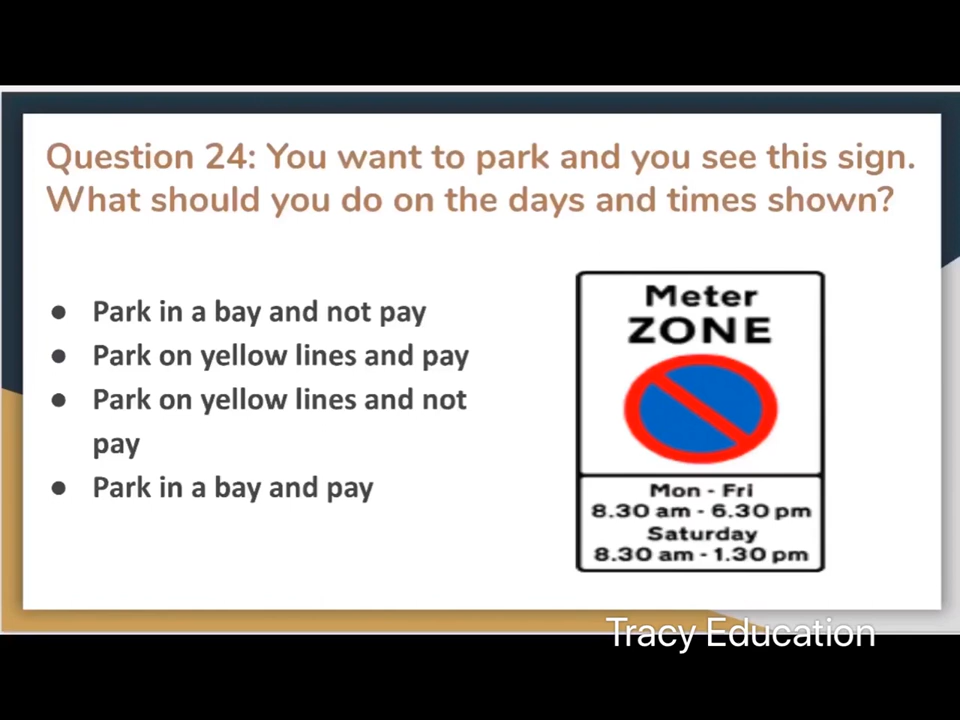 Question 24: You want to park and you see this sign.
What should you do on the days and times shown?
● Park in a bay and not pay
● Park on yellow lines and pay
● Park on yellow lines and not
pay
● Park in a bay and pay
Meter
ZONE
Mon - Fri
8.30 am - 6.30 pm
Saturday
8.30 am - 1.30 pm
Tracy Education